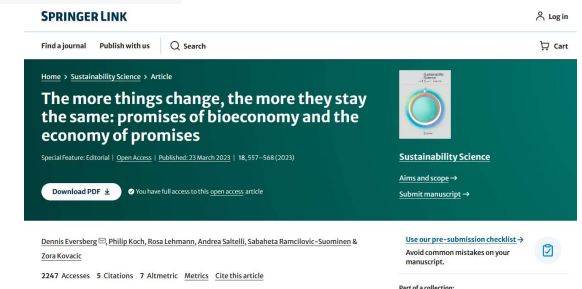 SPRINGER LINK
Log in
Find a journal Publish with us Search
Cart
Home > Sustainability Science > Article
The more things change, the more they stay
the same: promises of bioeconomy and the
economy of promises
Special Feature: Editorial | Open Access | Published: 23 March 2023 | 18, 557–568 (2023)
Download PDF
You have full access to this open access article
Sustainability
Science
Sustainability Science
Aims and scope →
Submit manuscript →
Dennis Eversberg, Philip Koch, Rosa Lehmann, Andrea Saltelli, Sabaheta Ramcilovic-Suominen &
Zora Kovacic
2247 Accesses 5 Citations 7 Altmetric Metrics Cite this article
Use our pre-submission checklist →
Avoid common mistakes on your
manuscript.
Part of a collection: